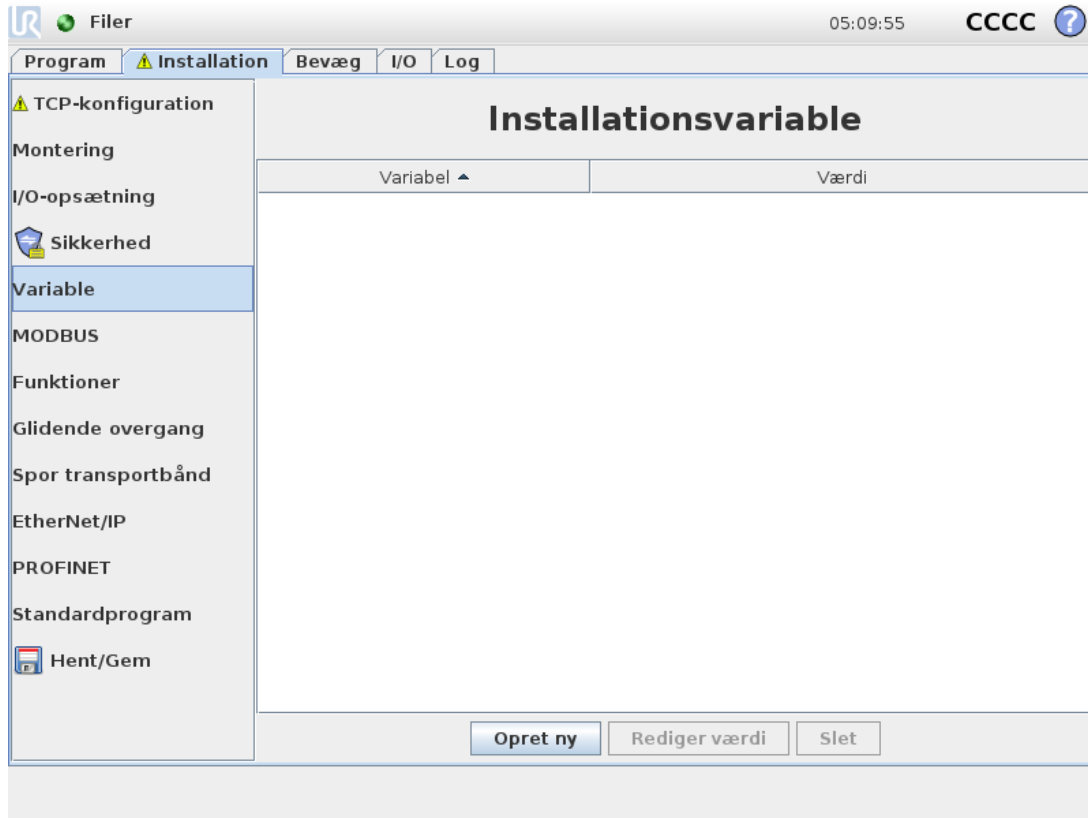 UR Filer 05:09:55 CCCC ?
Program Installation Bevæg I/O Log
TCP-konfiguration
Montering
I/O-opsætning
Sikkerhed
Variable
MODBUS
Funktioner
Glidende overgang
Spor transportbånd
EtherNet/IP
PROFINET
Standardprogram
Hent/Gem
Installationsvariable
Variabel Værdi
Opret ny Rediger værdi Slet